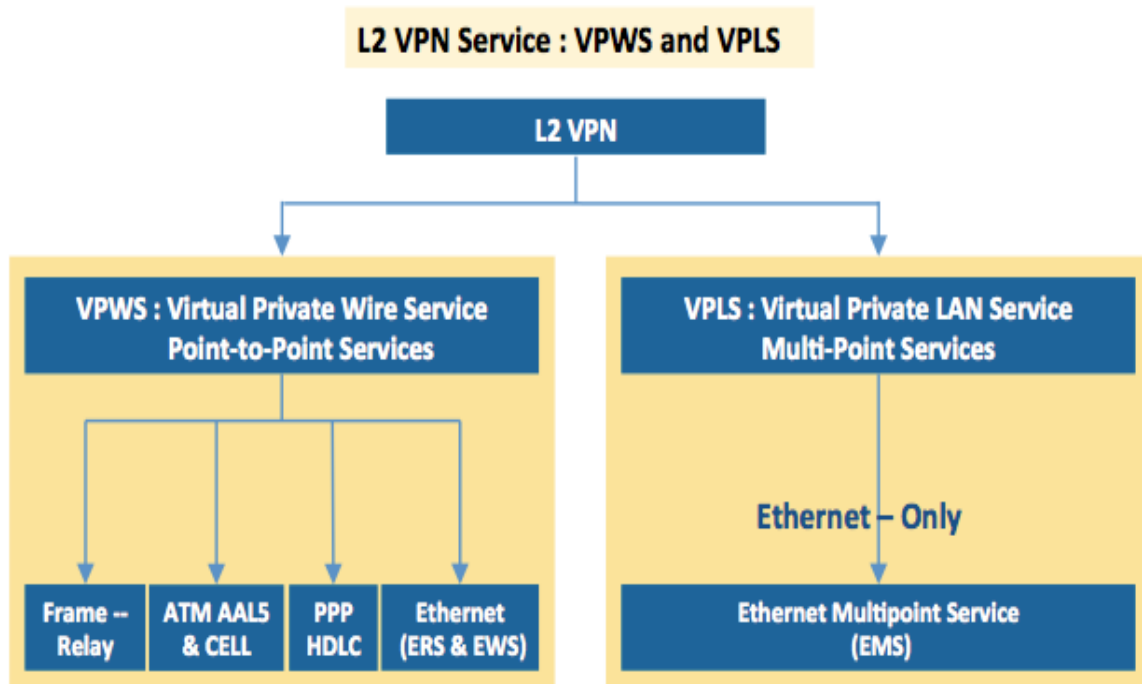 L2 VPN Service : VPWS and VPLS
L2 VPN
VPWS : Virtual Private Wire Service
Point-to-Point Services
VPLS : Virtual Private LAN Service
Multi-Point Services
Ethernet – Only
Frame --
Relay
ATM AAL5
& CELL
PPP
HDLC
Ethernet
(ERS & EWS)
Ethernet Multipoint Service
(EMS)